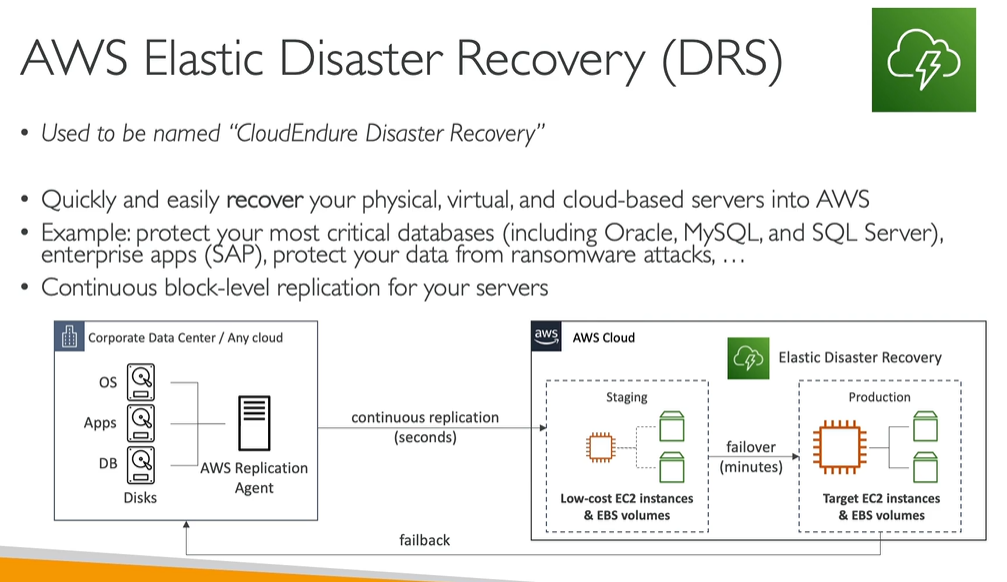 AWS Elastic Disaster Recovery (DRS)
• Used to be named “CloudEndure Disaster Recovery”
• Quickly and easily recover your physical, virtual, and cloud-based servers into AWS
• Example: protect your most critical databases (including Oracle, MySQL, and SQL Server),
enterprise apps (SAP), protect your data from ransomware attacks, …
• Continuous block-level replication for your servers
Corporate Data Center / Any cloud
OS
Apps
DB
Disks
AWS Replication
Agent
continuous replication
(seconds)
aws
AWS Cloud
Elastic Disaster Recovery
Staging
Low-cost EC2 instances
& EBS volumes
failover
(minutes)
Production
Target EC2 instances
& EBS volumes
failback